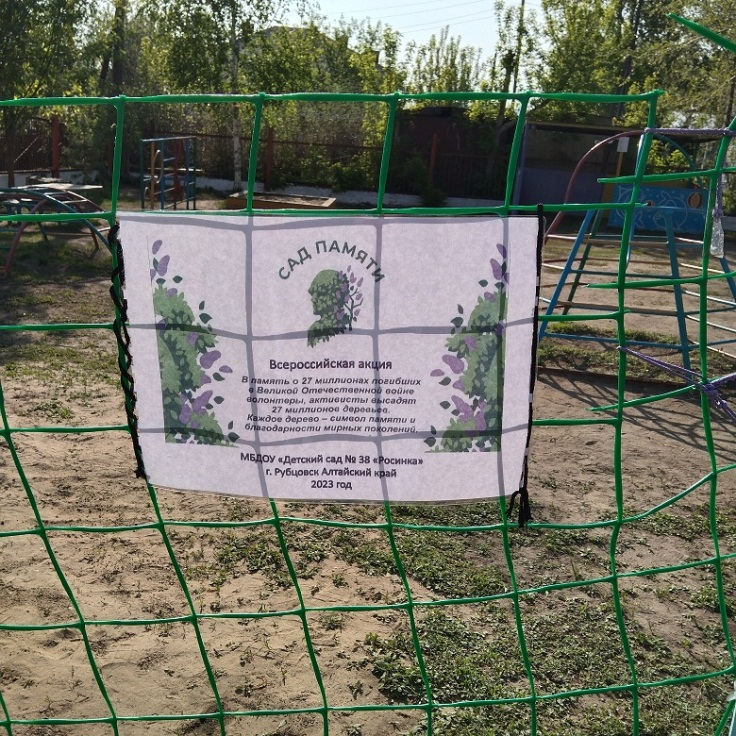 САД ПАМЯТИ
Всероссийская акция
В память о 27 миллионах погибших
в Великой Отечественной войне
волонтеры, активисты высадят
27 миллионов деревьев.
Каждое дерево – символ памяти и
благодарности мирных поколений.
МБДОУ «Детский сад № 38 «Росинка»
г. Рубцовск Алтайский край
2023 год